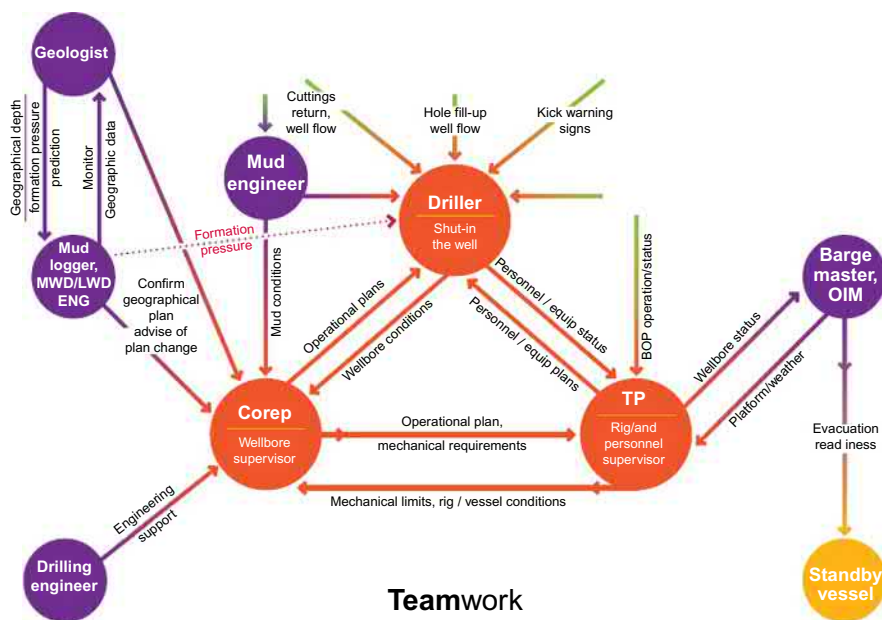 Geologist
Geographical depth
formation pressure
prediction
Monitor
Geographic data
Cuttings
return,
well flow
Hole fill-up
well flow
Kick warning
signs
Mud
engineer
Driller
Shut-in
the well
Formation
pressure
Mud
logger,
MWD/LWD
ENG
Confirm
geographical
plan
advise of
plan change
Mud conditions
Operational plans
Wellbore conditions
Personnel / equip status
Personnel / equip plans
BOP operation/status
Barge
master,
OIM
Wellbore status
Platform/weather
Corep
Wellbore
supervisor
Operational plan,
mechanical requirements
TP
Rig/and
personnel
supervisor
Evacuation
read iness
Mechanical limits, rig / vessel conditions
Engineering
support
Drilling
engineer
Standby
vessel
Teamwork